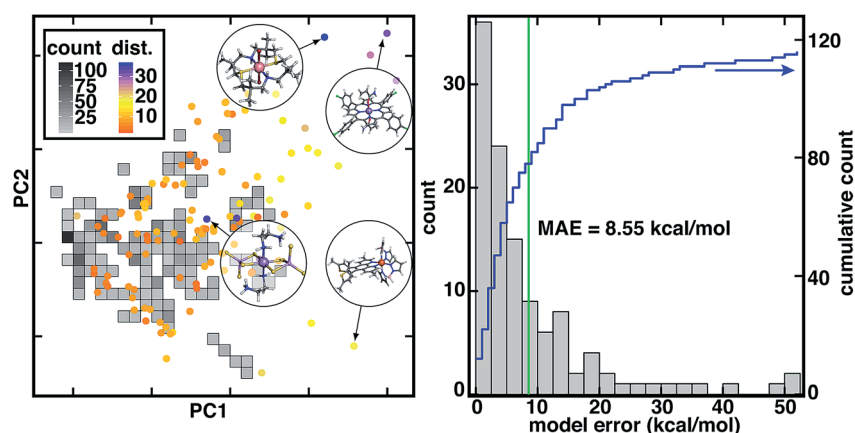 count dist.
100
75
50
25
30
20
10
PC2
PC1
30
20
10
0
count
MAE = 8.55 kcal/mol
120
80
40
0
cumulative count
0 10 20 30 40 50
model error (kcal/mol)